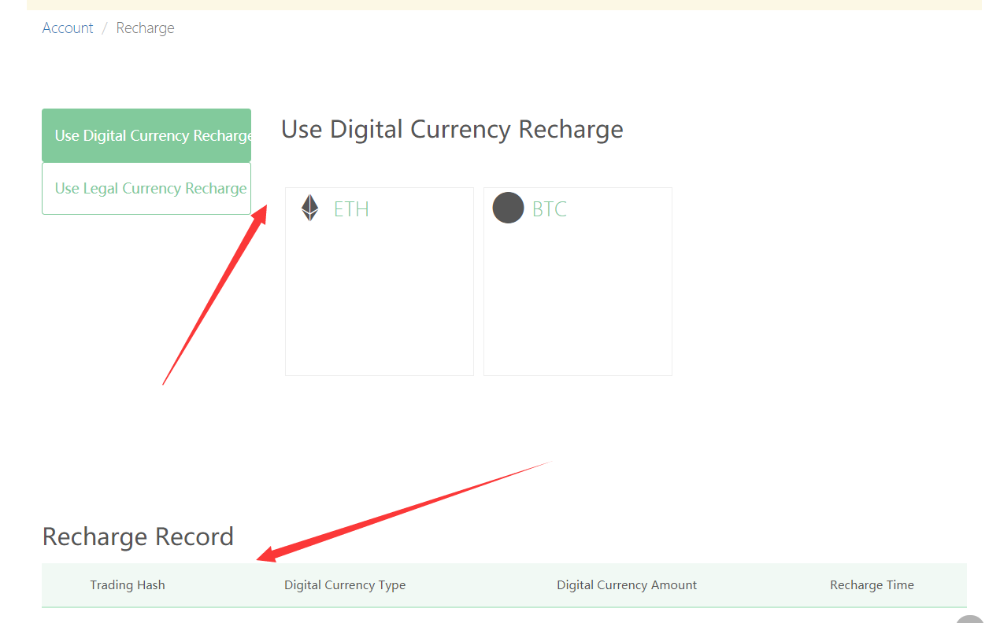 Account / Recharge
Use Digital Currency Recharge
Use Legal Currency Recharge
Use Digital Currency Recharge
ETH
BTC
Recharge Record
Trading Hash Digital Currency Type Digital Currency Amount Recharge Time